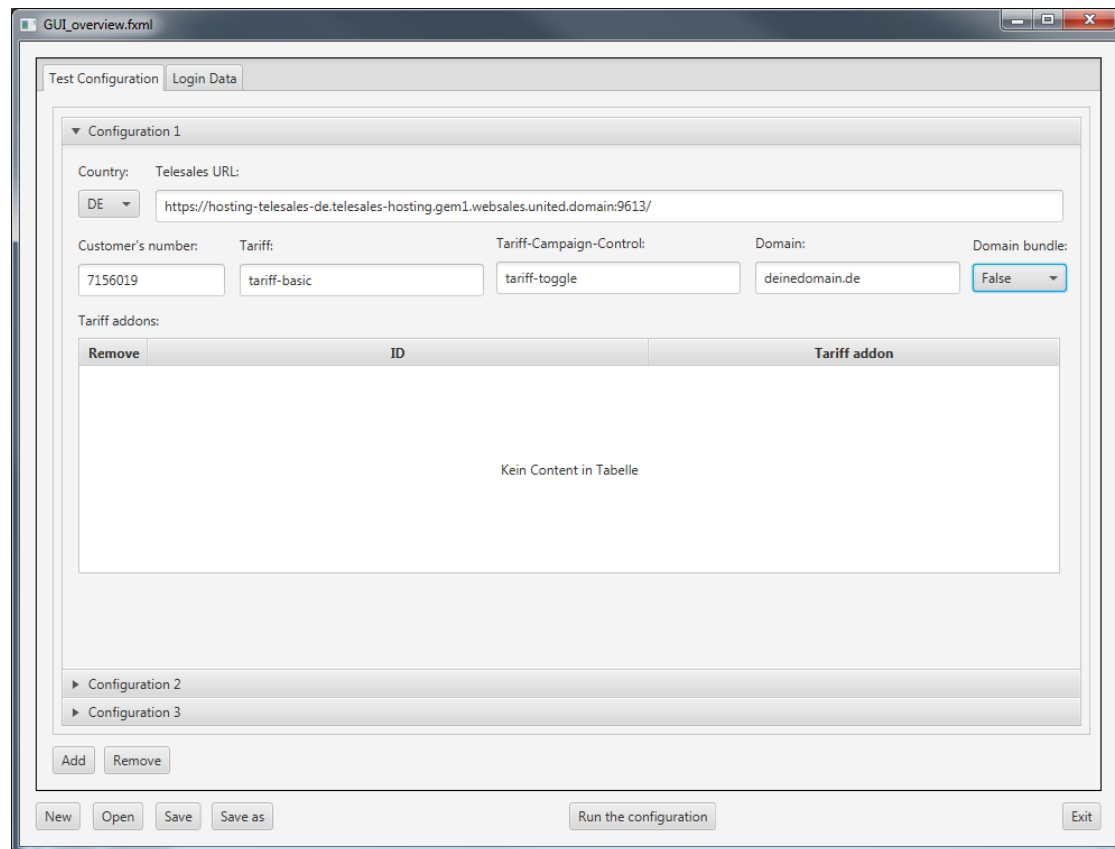 GUI_overview.fxml
Test Configuration Login Data
Configuration 1
Country: Telesales URL:
DE https://hosting-telesales-de.telesales-hosting.gem1.websales.united.domain:9613/
Customer's number: Tariff: Tariff-Campaign-Control: Domain: Domain bundle:
7156019 tariff-basic tariff-toggle deinedomain.de False
Tariff addons:
Remove ID Tariff addon
Kein Content in Tabelle
Configuration 2
Configuration 3
Add Remove
New Open Save Save as Run the configuration Exit